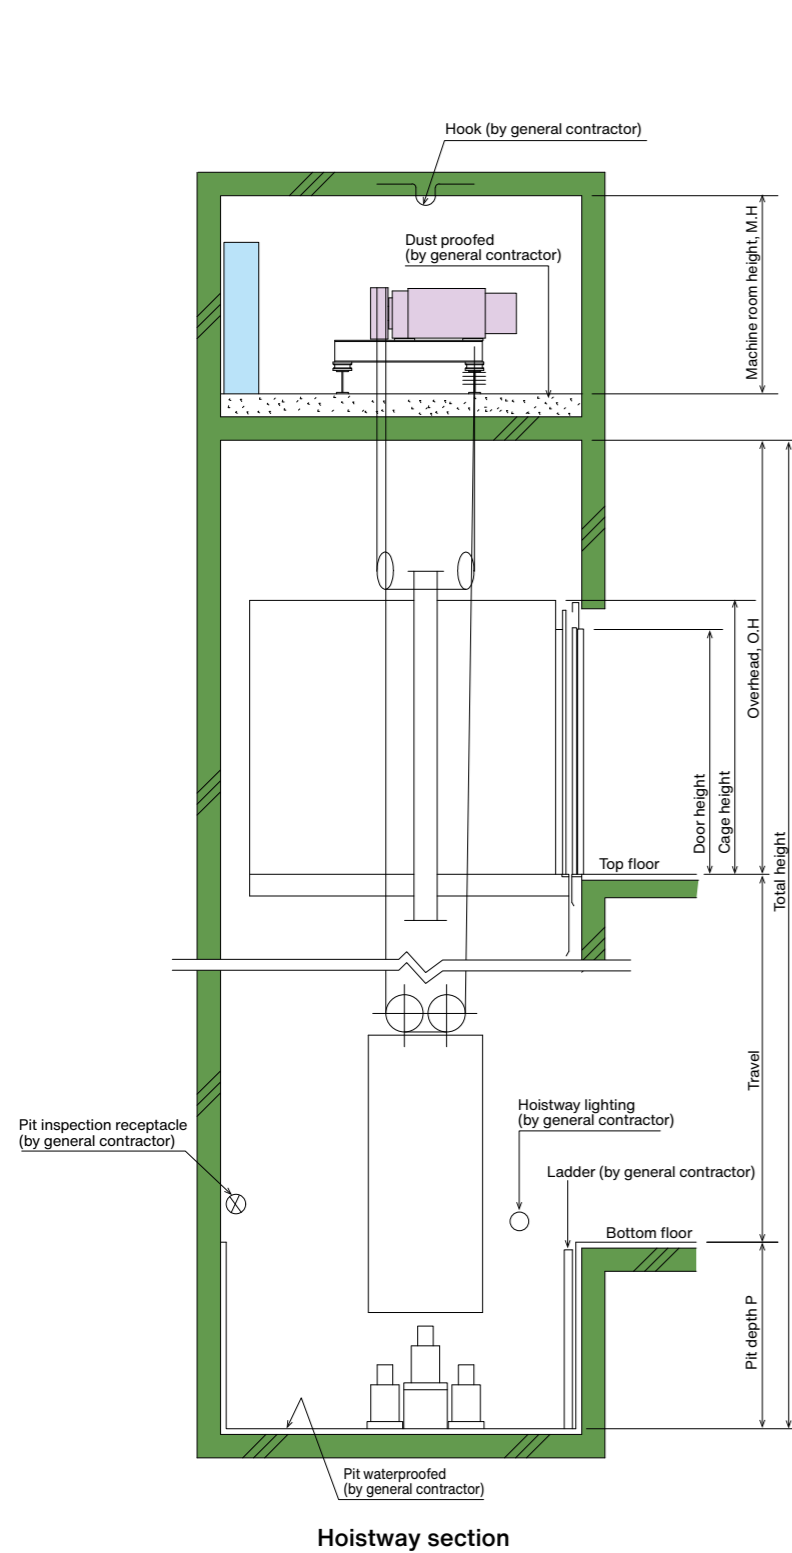 Hook (by general contractor)
Dust proofed
(by general contractor)
Machine room height, M.H
Overhead, O.H
Door height
Cage height
Top floor
Total height
Travel
Hoistway lighting
(by general contractor)
Pit inspection receptacle
(by general contractor)
Ladder (by general contractor)
Bottom floor
Pit depth P
Pit waterproofed
(by general contractor)
Hoistway section